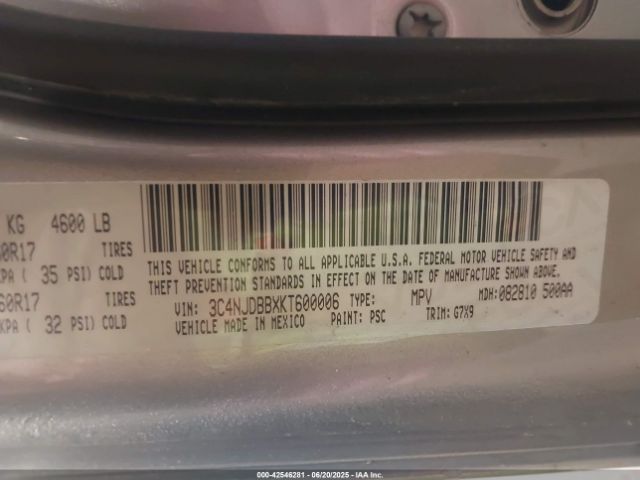 KG 4600 LB
0R17 TIRES
KPA ( 35 PSI) COLD
60R17 TIRES
KPA ( 32 PSI) COLD
THIS VEHICLE CONFORMS TO ALL APPLICABLE U.S.A. FEDERAL MOTOR VEHICLE SAFETY AND
THEFT PREVENTION STANDARDS IN EFFECT ON THE DATE OF MANUFACTURE SHOWN ABOVE.
VIN: 3C4NJDBBXKT600006 TYPE: MPV MDH: 082810 500AA
VEHICLE MADE IN MEXICO PAINT: PSC TRIM: G7X9
000-42546281 - 06/20/2025 - IAAI.COM